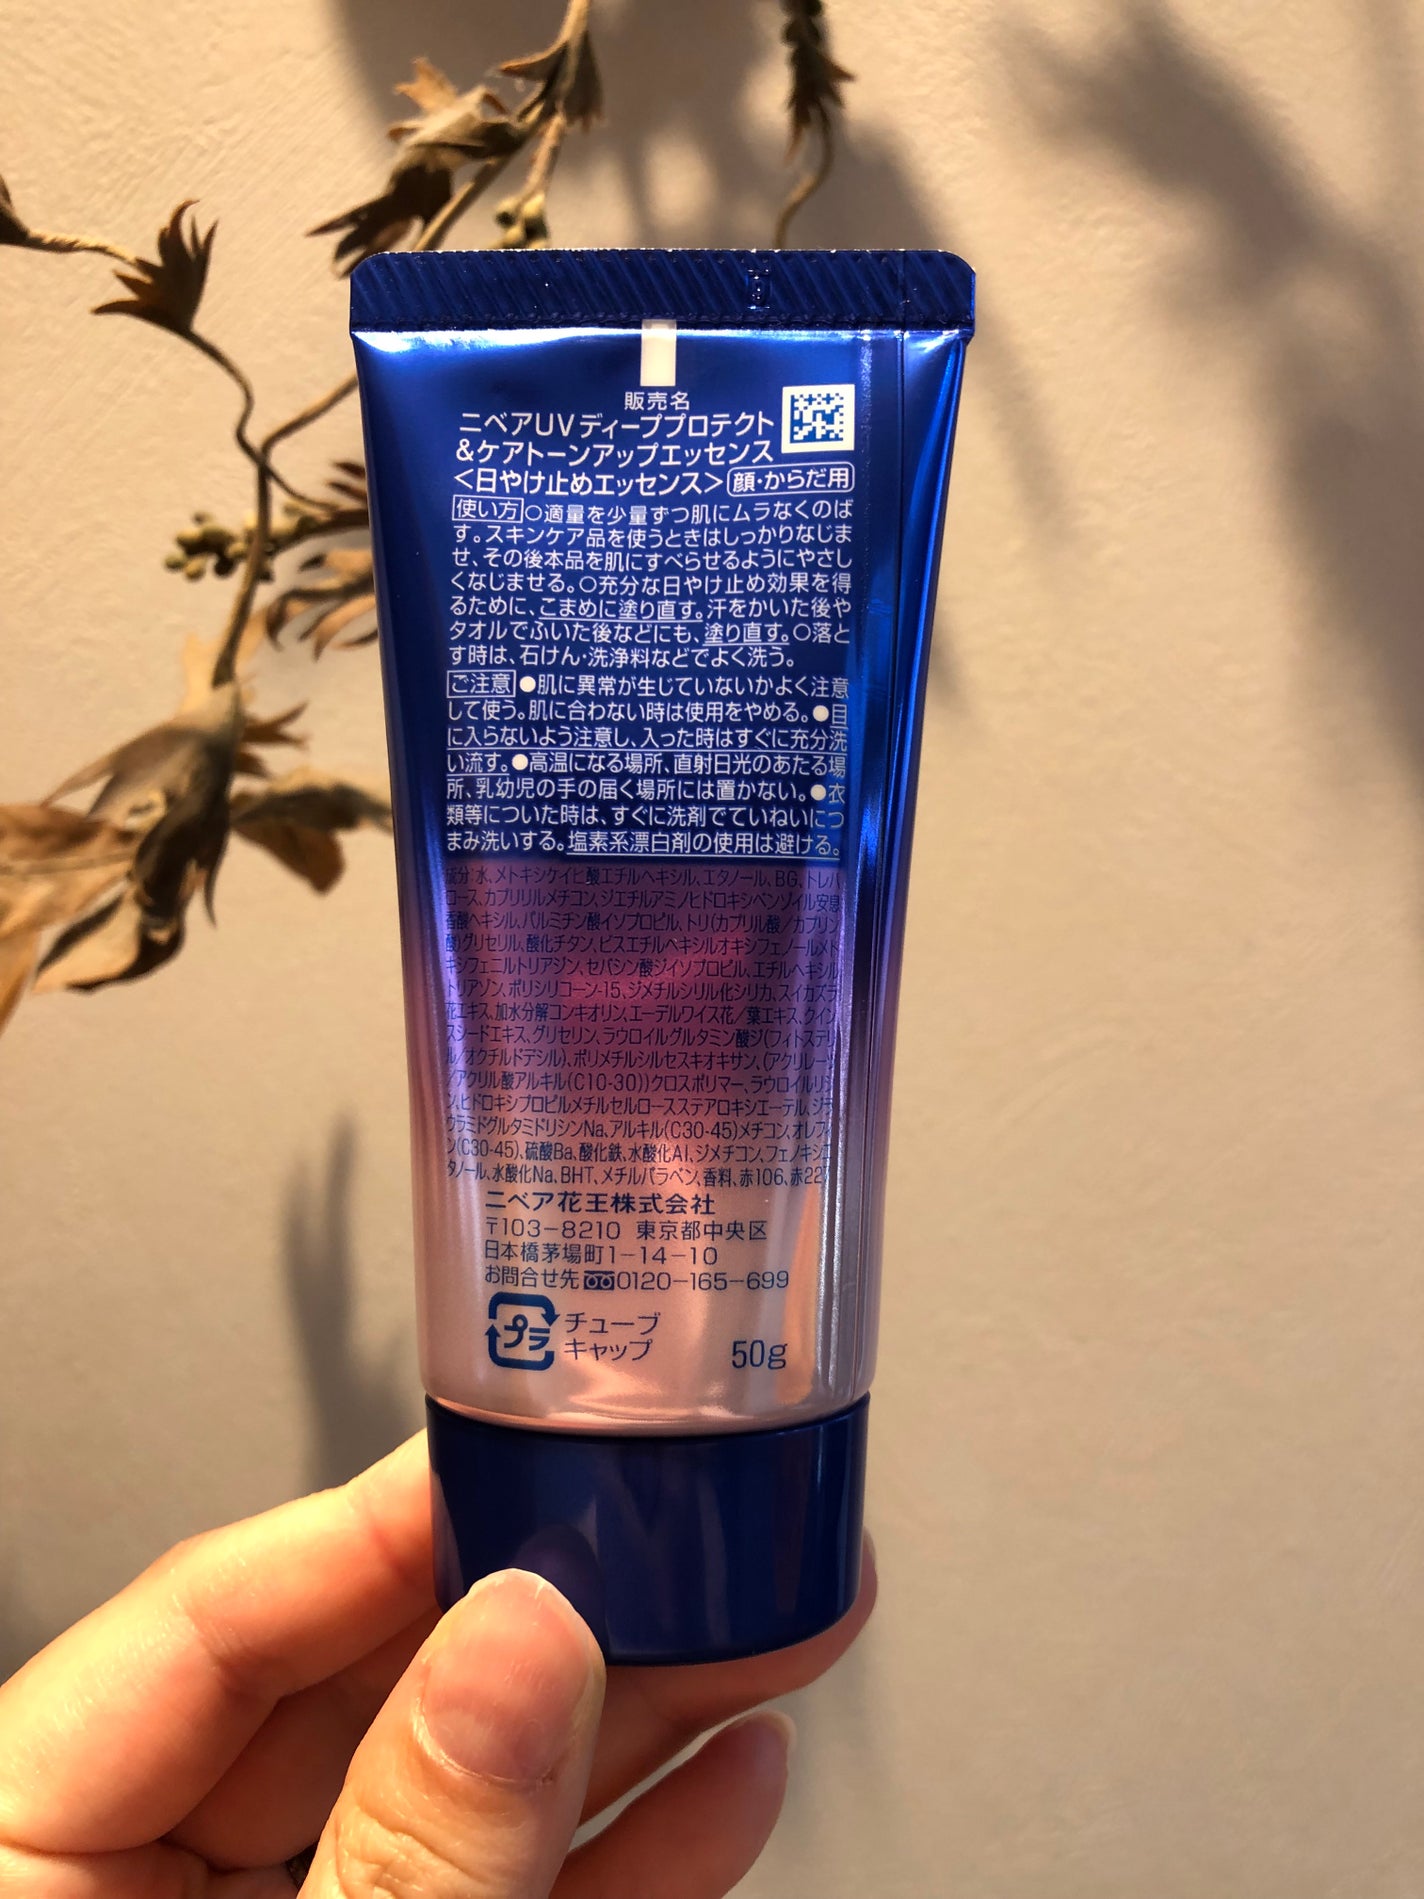 販売名
ニベアUVディーププロテクト
&ケアトーンアップエッセンス
<日やけ止めエッセンス> 顔・からだ用
使い方 ○適量を少量ずつ肌にムラなくのば
す。スキンケア品を使うときはしっかりなじま
せ、その後本品を肌にすべらせるようにやさし
くなじませる。○充分な日やけ止め効果を得
るために、こまめに塗り直す。汗をかいた後や
タオルでふいた後などにも、塗り直す。○落と
す時は、石けん・洗浄料などでよく洗う。
ご注意 ●肌に異常が生じていないかよく注意
して使う。肌に合わない時は使用をやめる。●目
に入らないよう注意し、入った時はすぐに充分洗
い流す。●高温になる場所、直射日光のあたる場
所、乳幼児の手の届く場所には置かない。●衣
類等についた時は、すぐに洗剤でていねいにつ
まみ洗いする。塩素系漂白剤の使用は避ける。
成分:水、メトキシケイヒ酸エチルヘキシル、エタノール、BG、トレハ
ロース、カプリリルメチコン、ジエチルアミノヒドロキシベンゾイル安息
香酸ヘキシル、パルミチン酸イソプロピル、トリ(カプリル酸/カプリン
酸)グリセリル、酸化チタン、ビスエチルヘキシルオキシフェノールメト
キシフェニルトリアジン、セバシン酸ジイソプロピル、エチルヘキシル
トリアゾン、ポリシリコーン-15、ジメチルシリル化シリカ、スイカズラ
花エキス、加水分解コンキオリン、エーデルワイス花/葉エキス、クイン
スシードエキス、グリセリン、ラウロイルグルタミン酸ジ(フィトステリ
ル/オクチルドデシル)、ポリメチルシルセスキオキサン、(アクリレーツ
/アクリル酸アルキル(C10-30))クロスポリマー、ラウロイルリシ
ン、ヒドロキシプロピルメチルセルロースステアロキシエーテル、ジラ
ウラミドグルタミドリシンNa、アルキル(C30-45)メチコン、オレフィ
ン(C30-45)、硫酸Ba、酸化鉄、水酸化Al、ジメチコン、フェノキシエ
タノール、水酸化Na、BHT、メチルパラベン、香料、赤106、赤227
ニベア花王株式会社
〒103-8210 東京都中央区
日本橋茅場町1-14-10
お問合せ先 0120-165-699
プラ チューブ
キャップ
50g